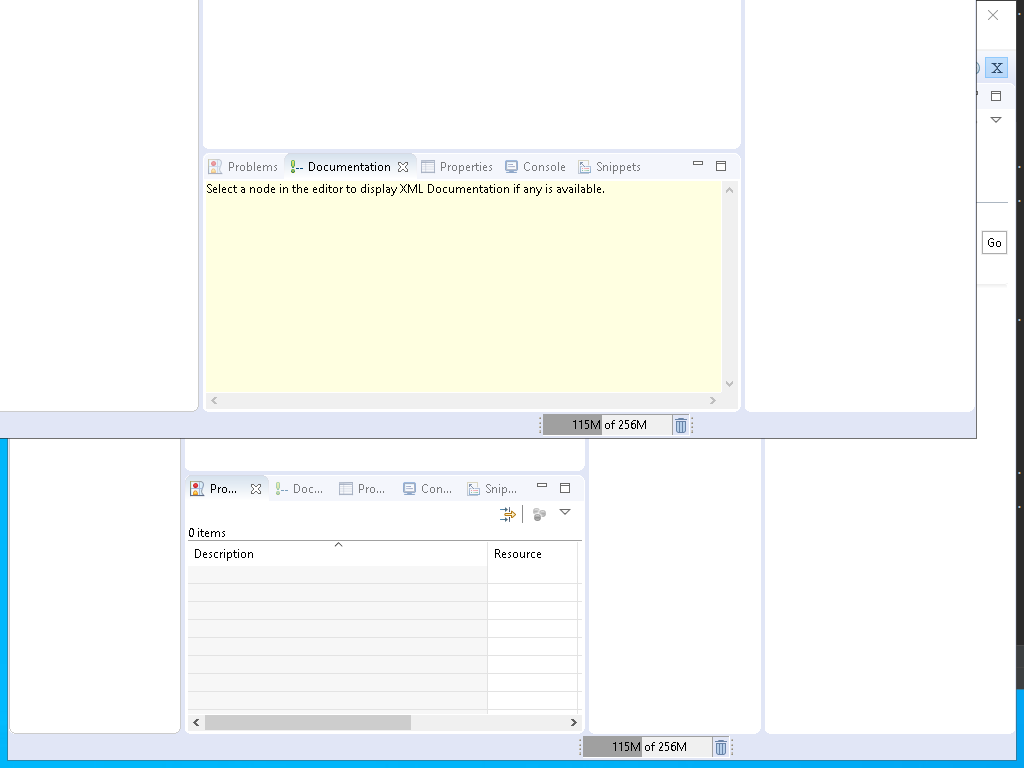 X
Problems Documentation Properties Console Snippets
Select a node in the editor to display XML Documentation if any is available.
Go
115M of 256M
Pro... Doc... Pro... Con... Snip...
0 items
Description Resource
115M of 256M